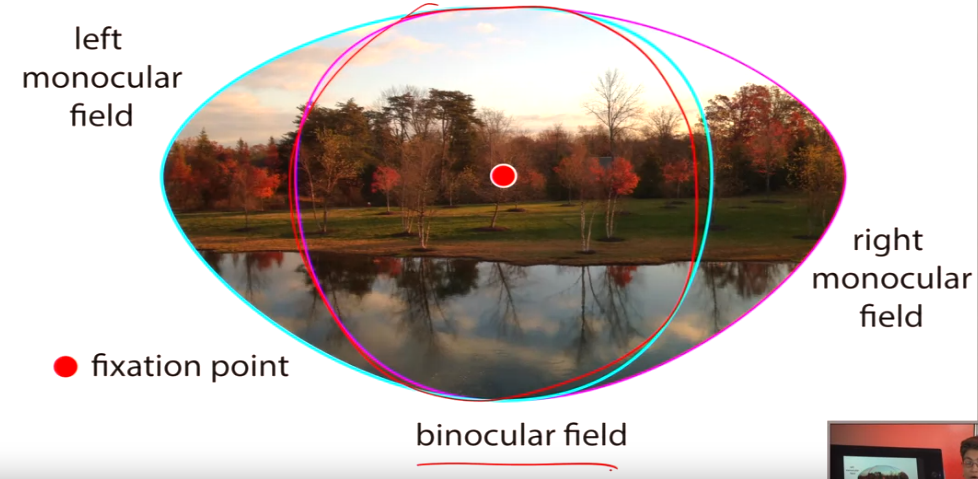 left
monocular
field
right
monocular
field
fixation point
binocular field